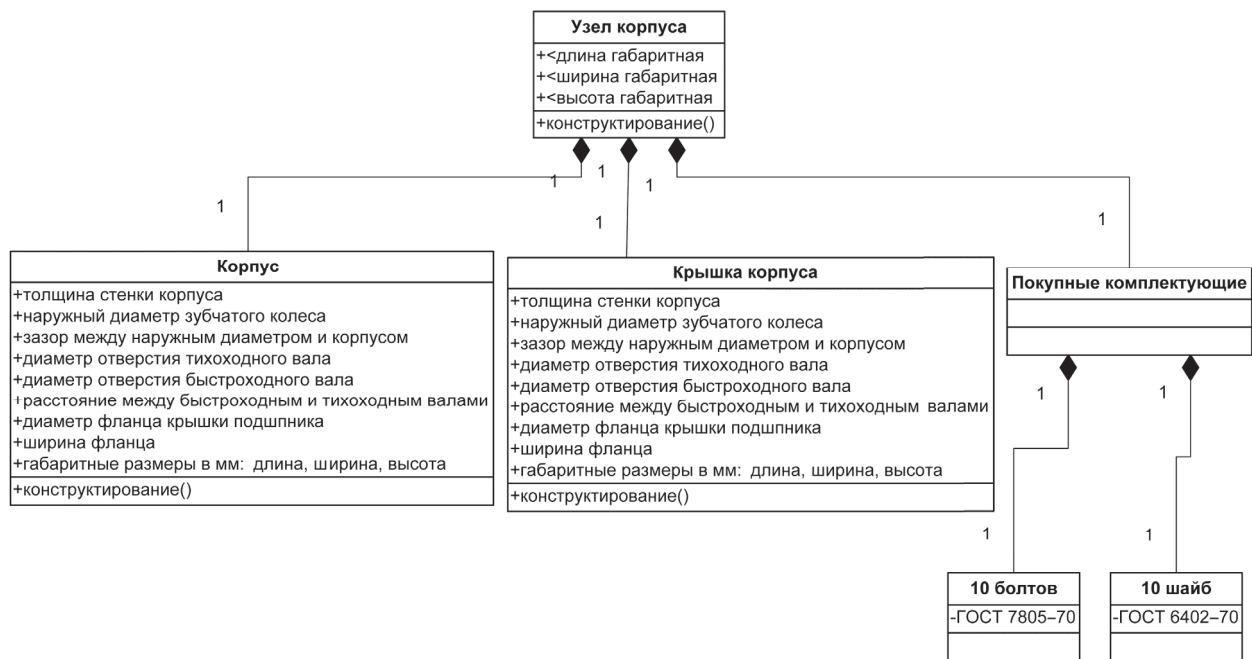 Узел корпуса
+<длина габаритная
+<ширина габаритная
+<высота габаритная
+конструктирование()
1
1
1
1
1
1
Корпус
+толщина стенки корпуса
+наружный диаметр зубчатого колеса
+зазор между наружным диаметром и корпусом
+диаметр отверстия тихоходного вала
+диаметр отверстия быстроходного вала
+расстояние между быстроходным и тихоходным валами
+диаметр фланца крышки подшпника
+ширина фланца
+габаритные размеры в мм: длина, ширина, высота
+конструктирование()
Крышка корпуса
+толщина стенки корпуса
+наружный диаметр зубчатого колеса
+зазор между наружным диаметром и корпусом
+диаметр отверстия тихоходного вала
+диаметр отверстия быстроходного вала
+расстояние между быстроходным и тихоходным валами
+диаметр фланца крышки подшпника
+ширина фланца
+габаритные размеры в мм: длина, ширина, высота
+конструктирование()
Покупные комплектующие
1
1
1
1
10 болтов
-ГОСТ 7805–70
10 шайб
-ГОСТ 6402–70